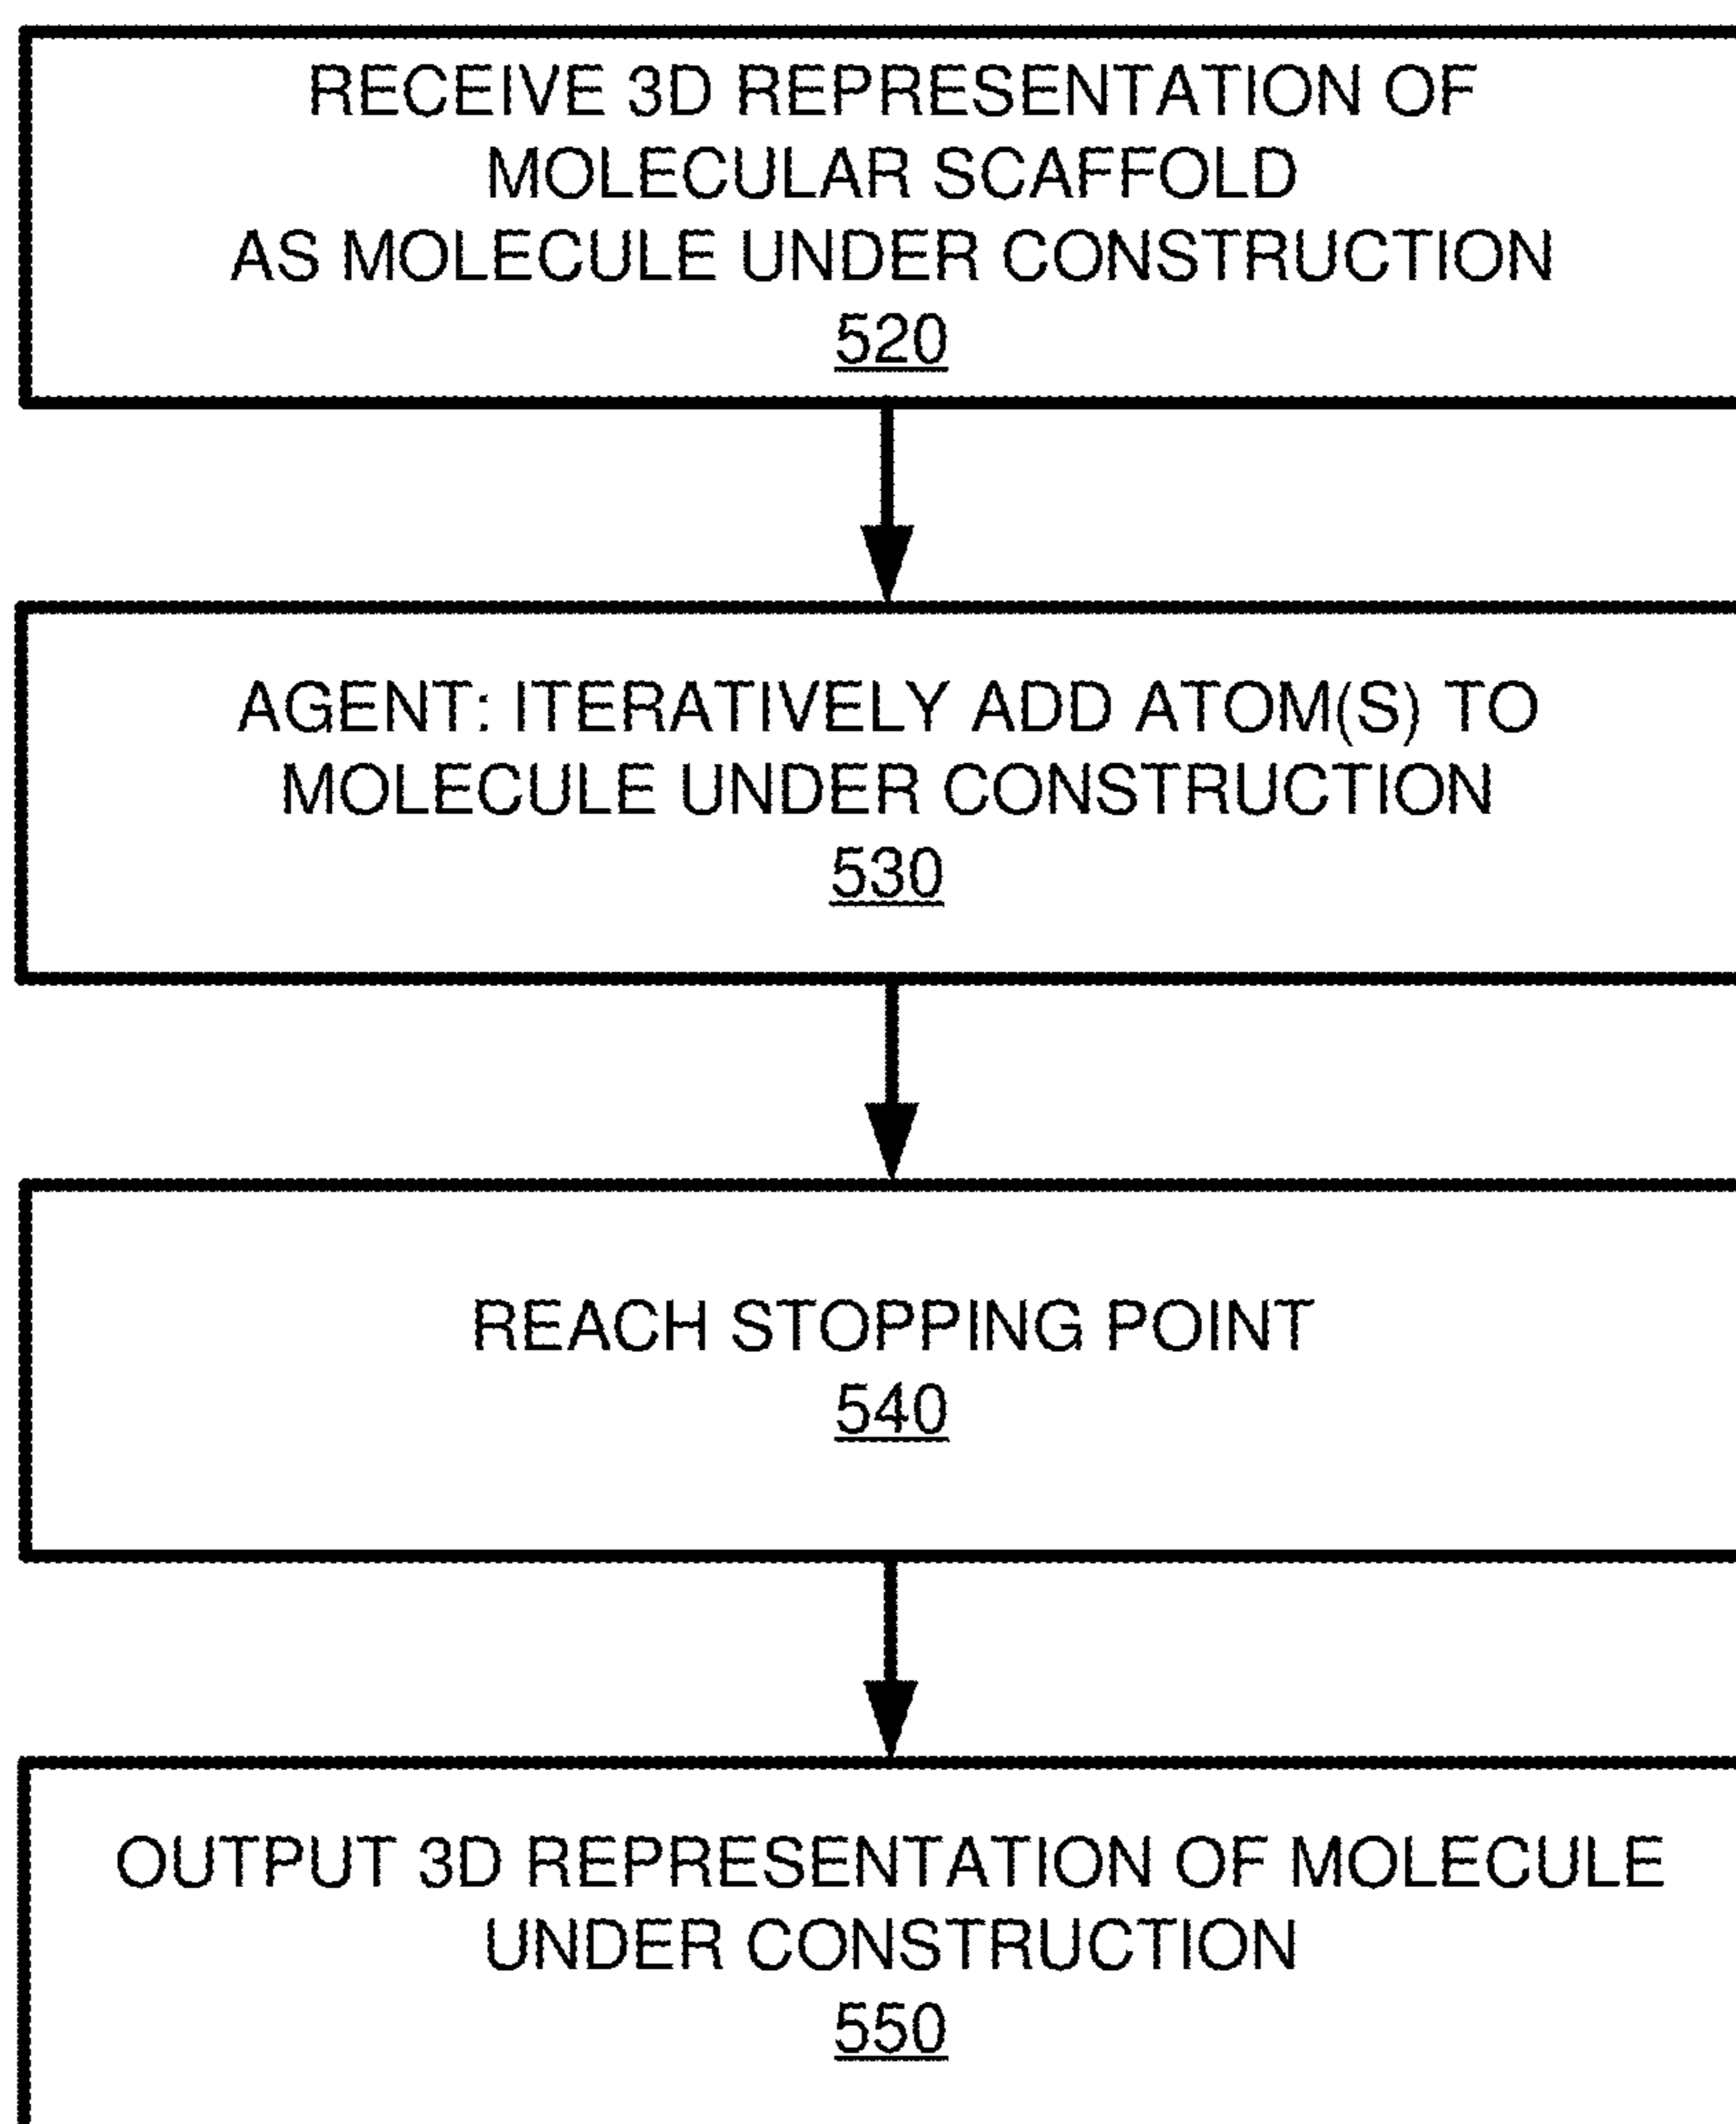 RECEIVE 3D REPRESENTATION OF
MOLECULAR SCAFFOLD
AS MOLECULE UNDER CONSTRUCTION
520
AGENT: ITERATIVELY ADD ATOM(S) TO
MOLECULE UNDER CONSTRUCTION
530
REACH STOPPING POINT
540
OUTPUT 3D REPRESENTATION OF MOLECULE
UNDER CONSTRUCTION
550